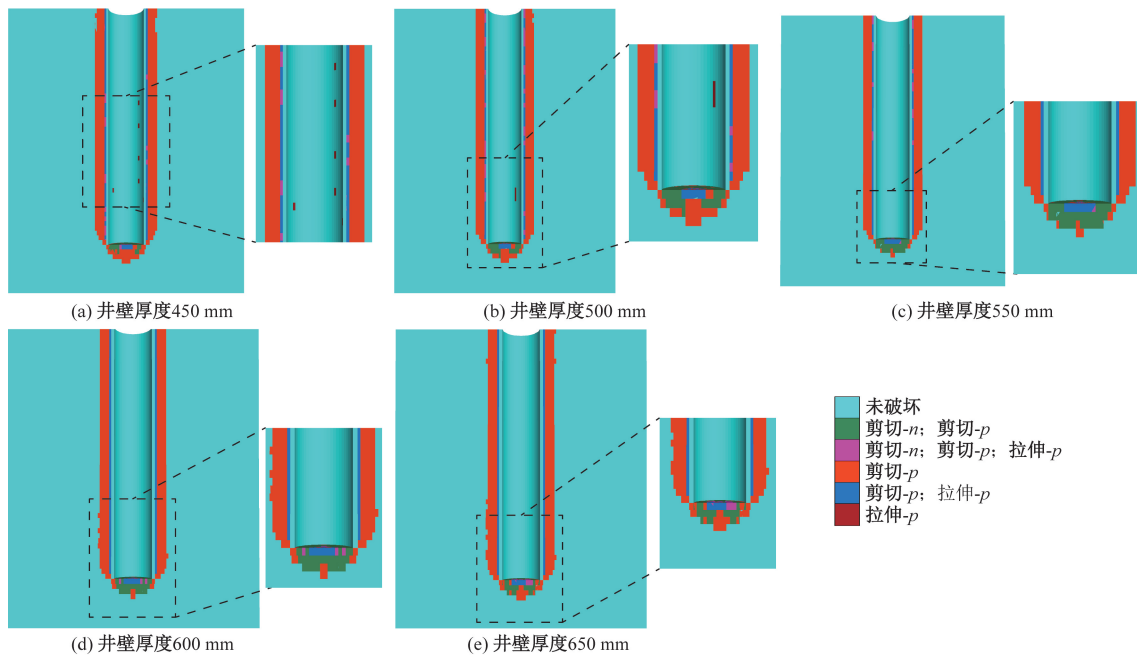 (a) 井壁厚度450 mm
(b) 井壁厚度500 mm
(c) 井壁厚度550 mm
(d) 井壁厚度600 mm
(e) 井壁厚度650 mm
未破坏
剪切-n；剪切-p
剪切-n；剪切-p；拉伸-p
剪切-p
剪切-p；拉伸-p
拉伸-p